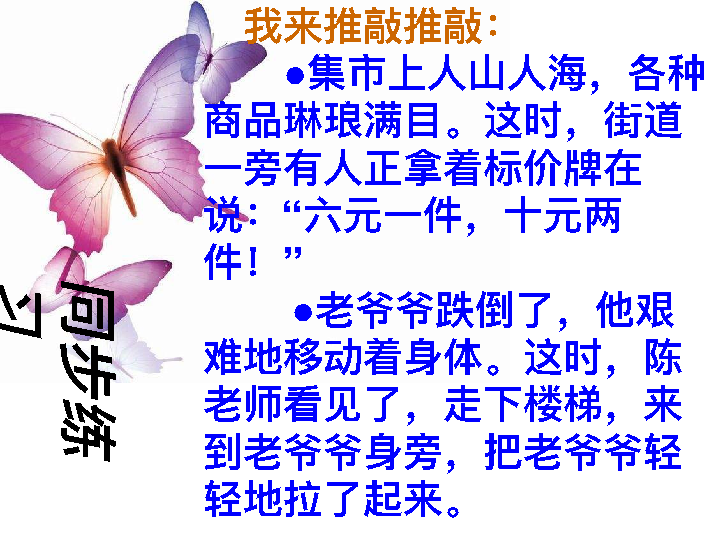 我来推敲推敲：
●集市上人山人海，各种
商品琳琅满目。这时，街道
一旁有人正拿着标价牌在
说：“六元一件，十元两
件！”
●老爷爷跌倒了，他艰
难地移动着身体。这时，陈
老师看见了，走下楼梯，来
到老爷爷身旁，把老爷爷轻
轻地拉了起来。
同步练
习